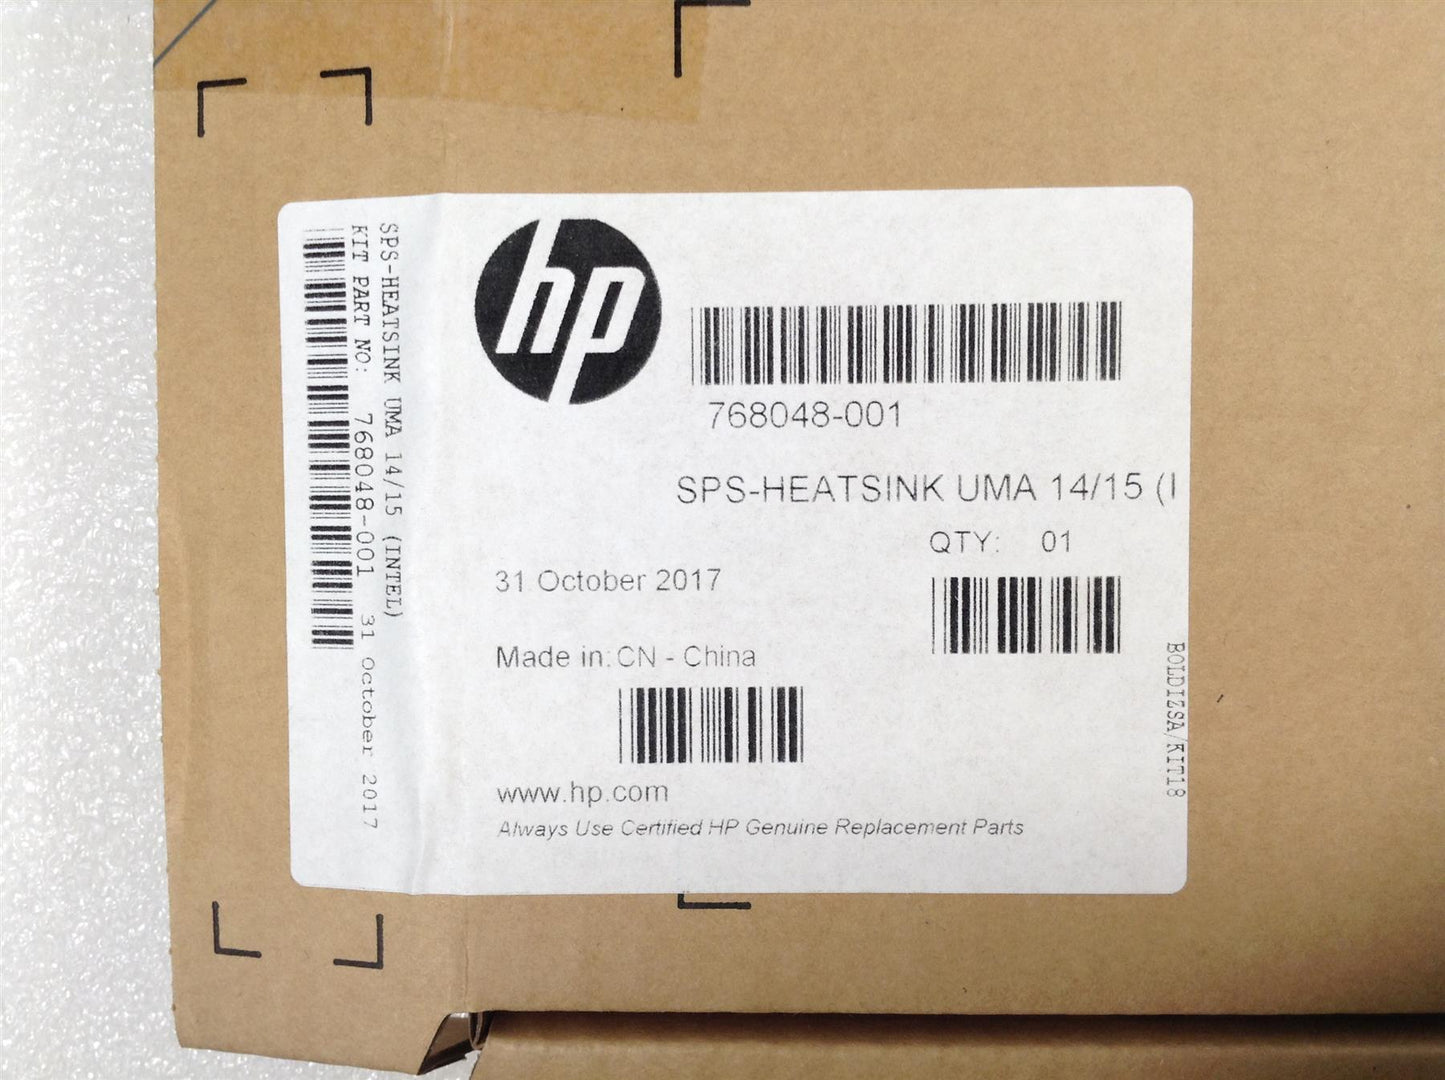 SPS-HEATSINK UMA 14/15 (INTEL)
KIT PART NO: 768048-001 31 October 2017
hp
768048-001
SPS-HEATSINK UMA 14/15 (I
QTY: 01
31 October 2017
Made in: CN - China
www.hp.com
Always Use Certified HP Genuine Replacement Parts
BOLDIZSA/KIT18